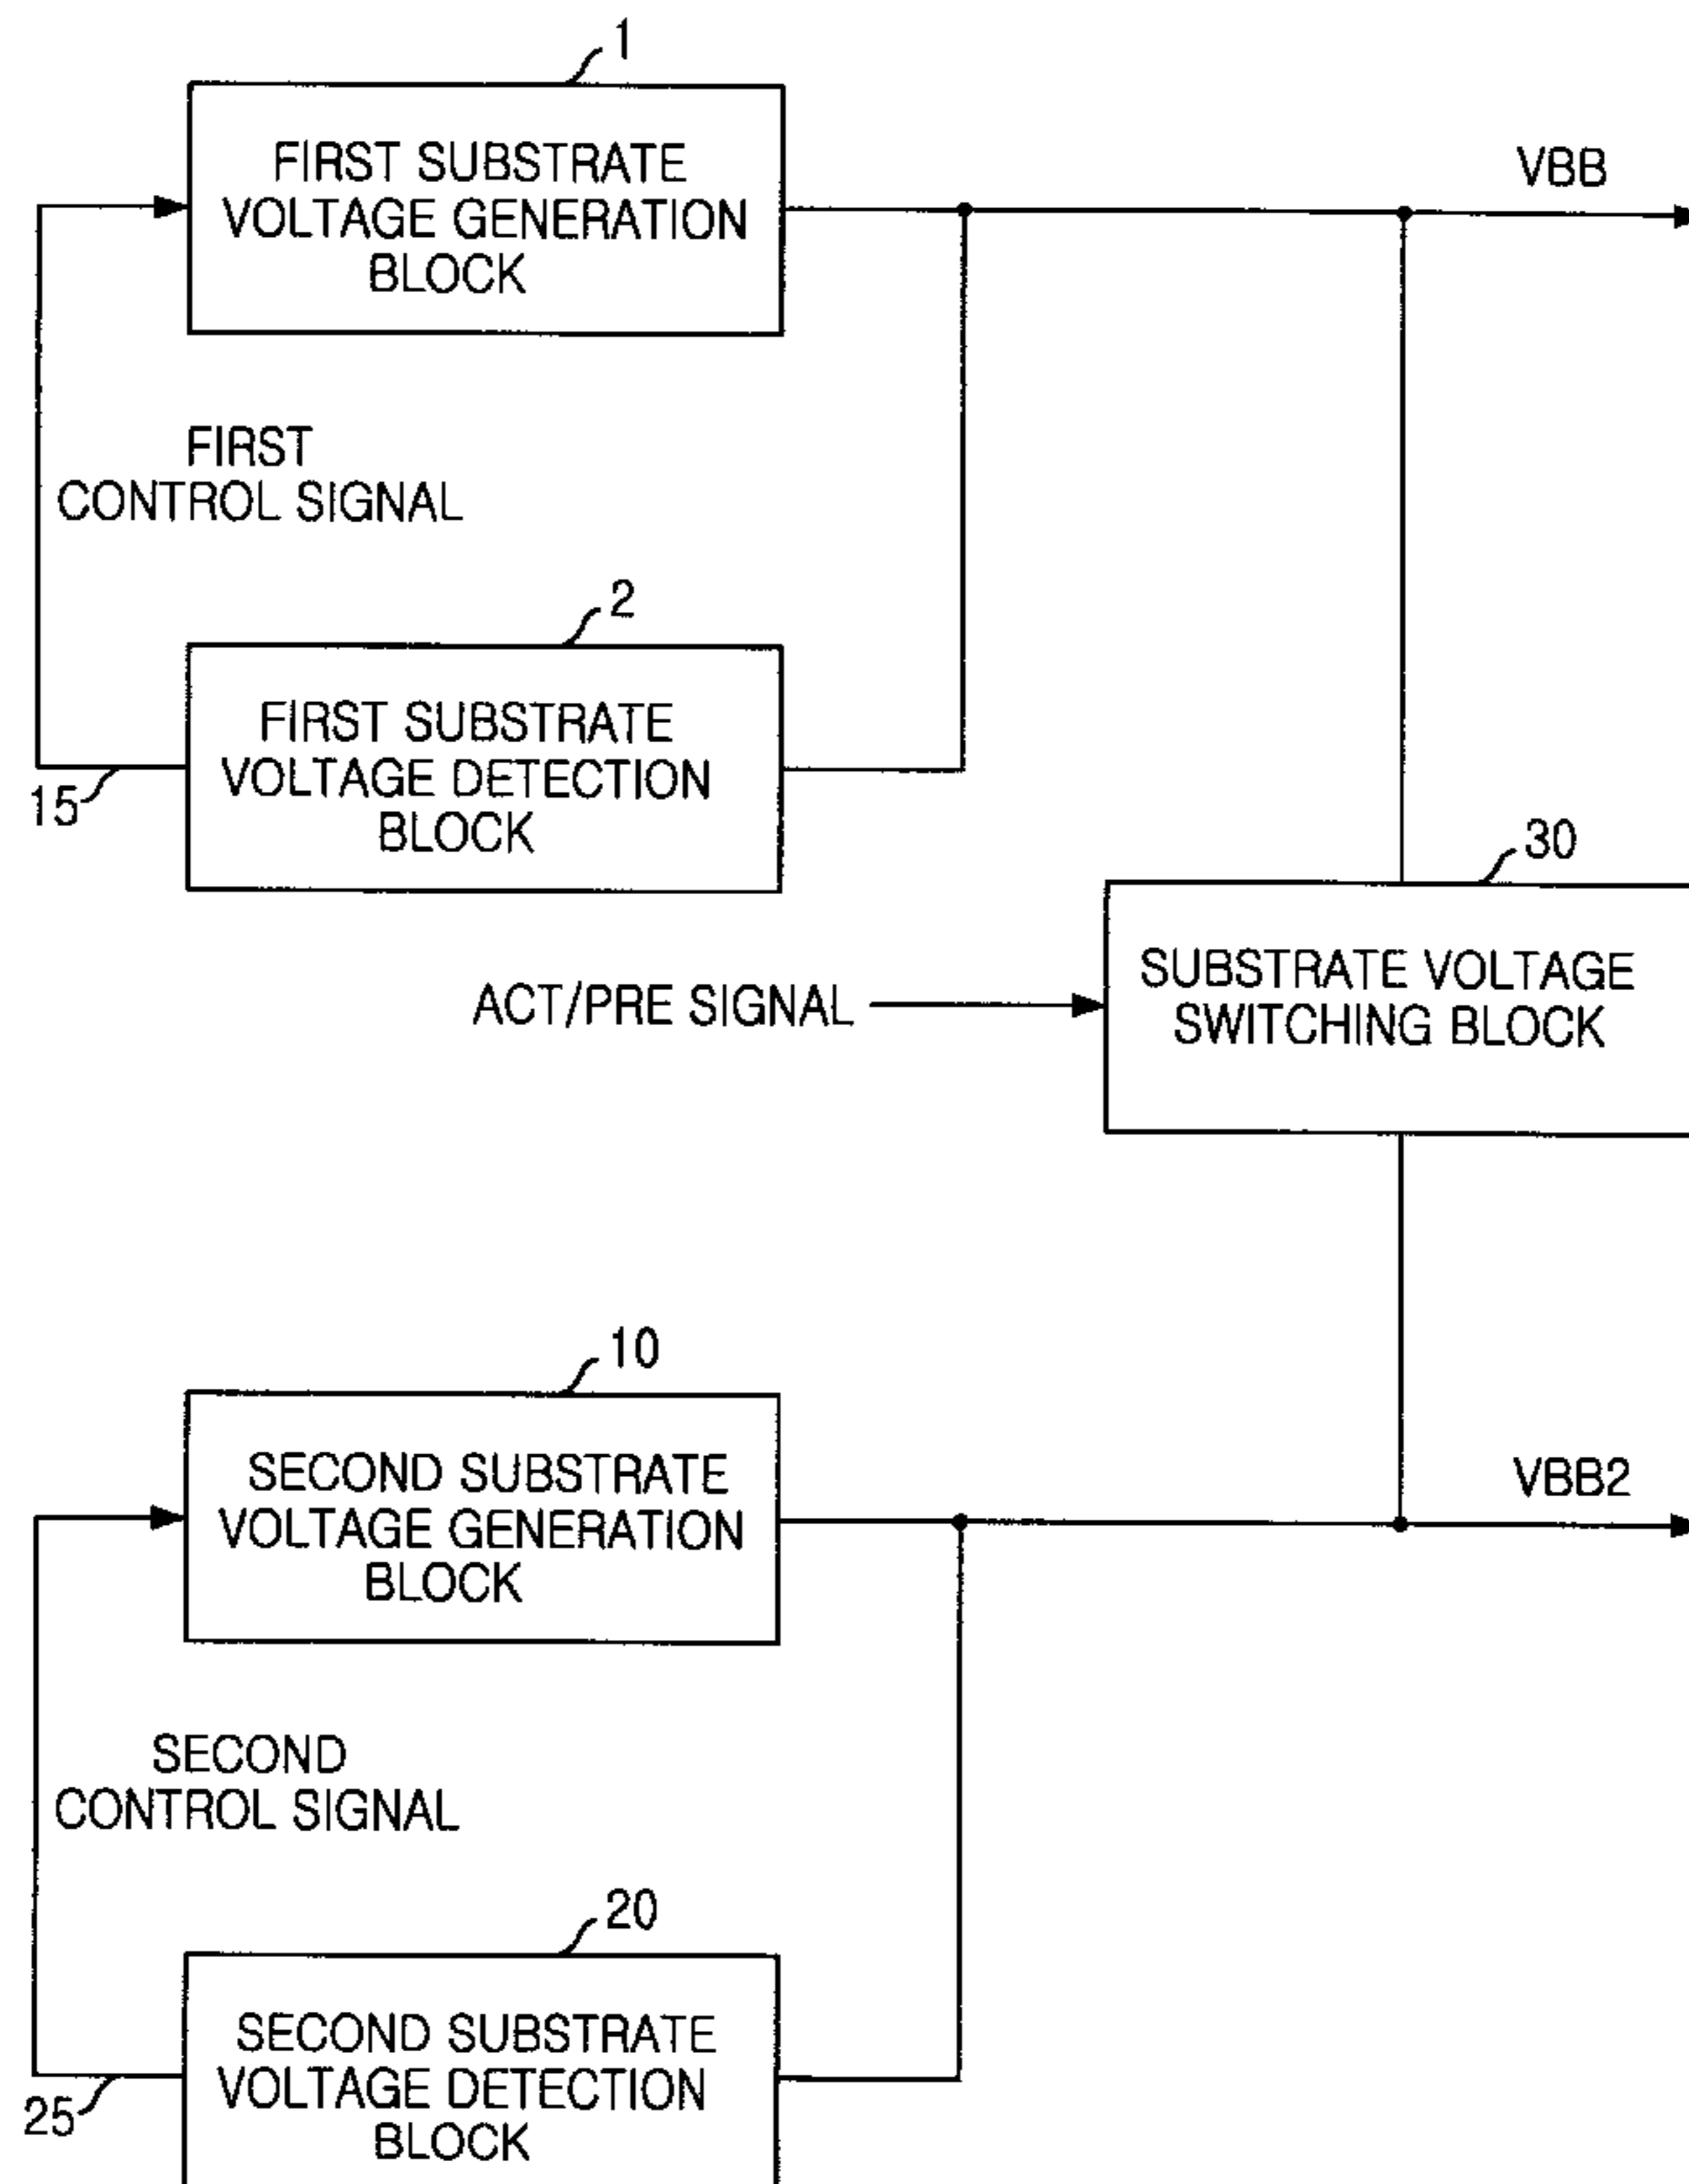 1
FIRST SUBSTRATE
VOLTAGE GENERATION
BLOCK
VBB
FIRST
CONTROL SIGNAL
2
FIRST SUBSTRATE
VOLTAGE DETECTION
BLOCK
15
30
SUBSTRATE VOLTAGE
SWITCHING BLOCK
ACT/PRE SIGNAL
10
SECOND SUBSTRATE
VOLTAGE GENERATION
BLOCK
VBB2
SECOND
CONTROL SIGNAL
20
SECOND SUBSTRATE
VOLTAGE DETECTION
BLOCK
25